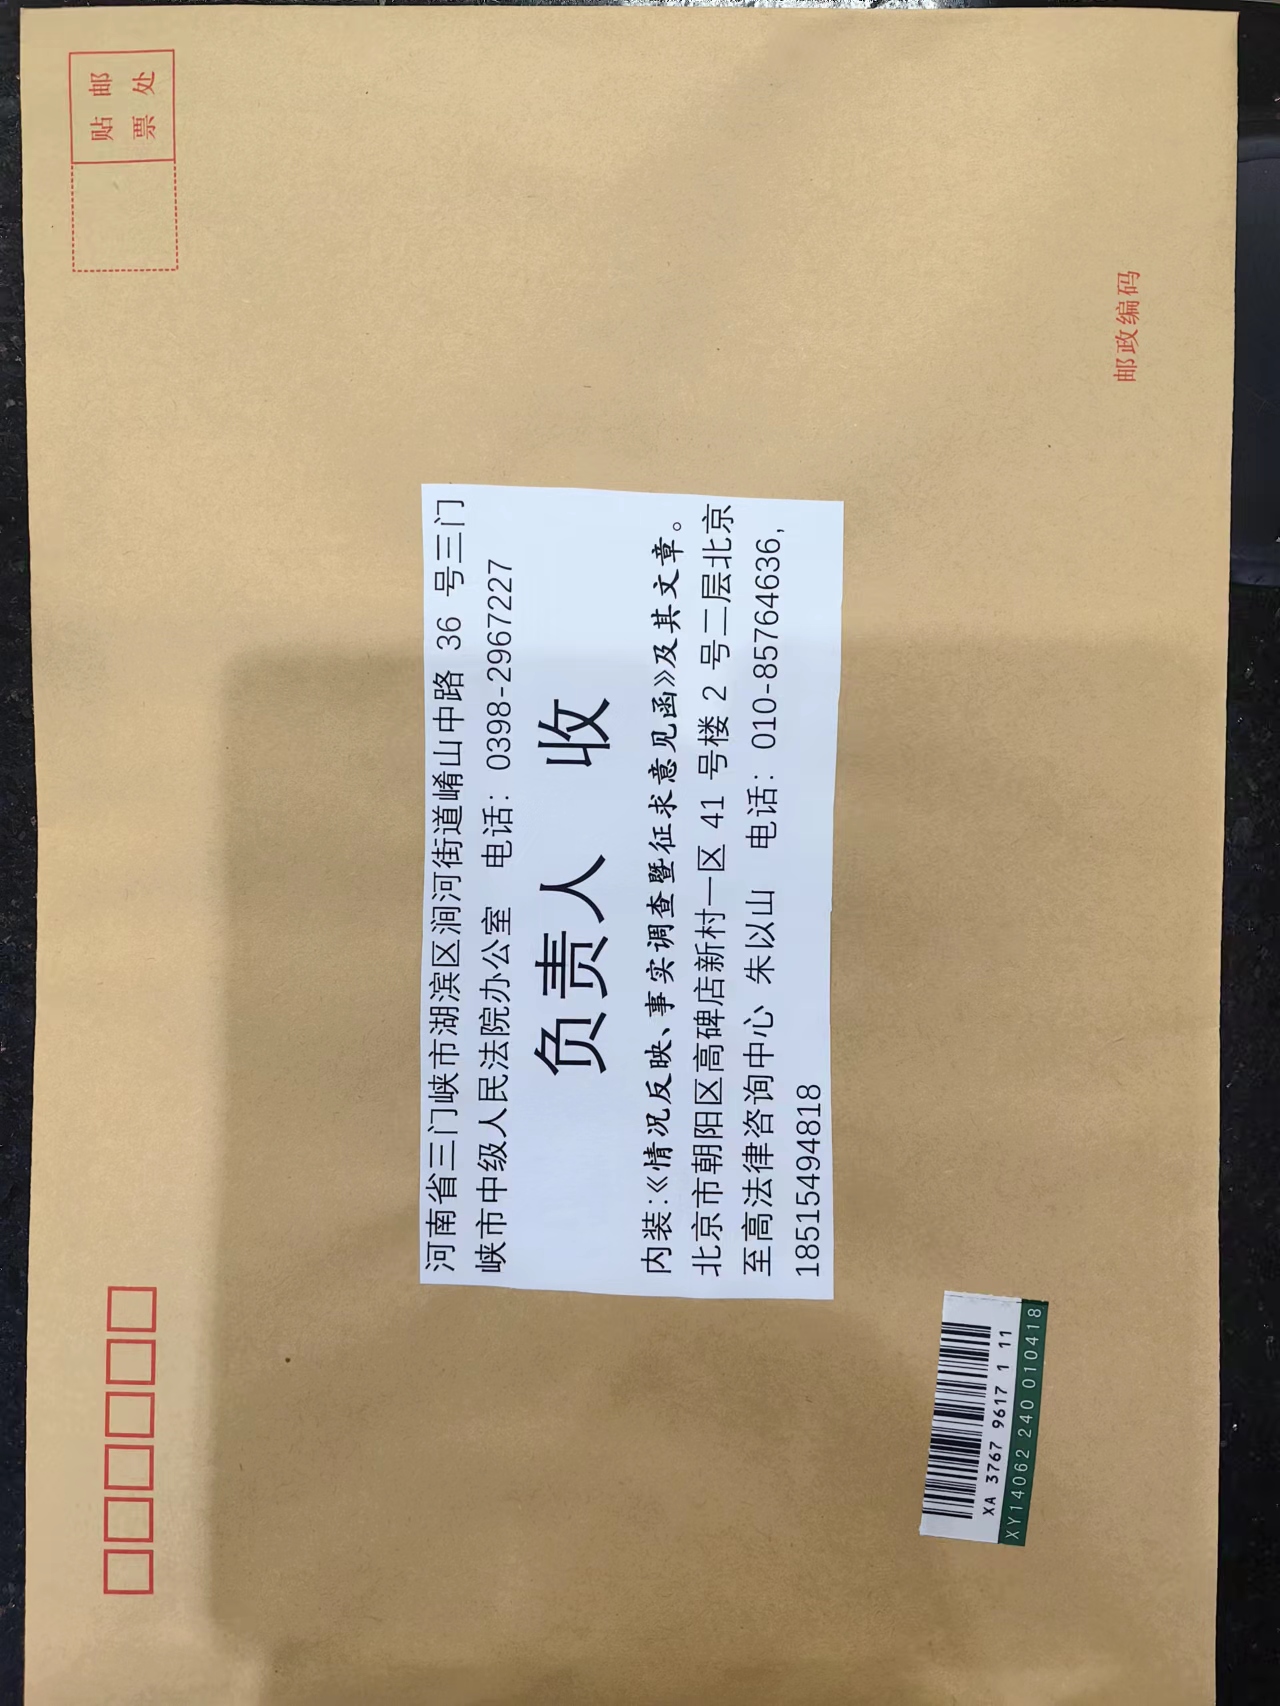 贴邮
票处
河南省三门峡市湖滨区涧河街道崤山中路 36 号三门
峡市中级人民法院办公室 电话：0398-2967227
负责人 收
内装:《情况反映、事实调查暨征求意见函》及其文章。
北京市朝阳区高碑店新村一区 41 号楼 2 号二层北京
至高法律咨询中心 朱以山 电话：010-85764636,
18515494818
XA 3767 9617 1 11
XY14062 240 010418
邮政编码